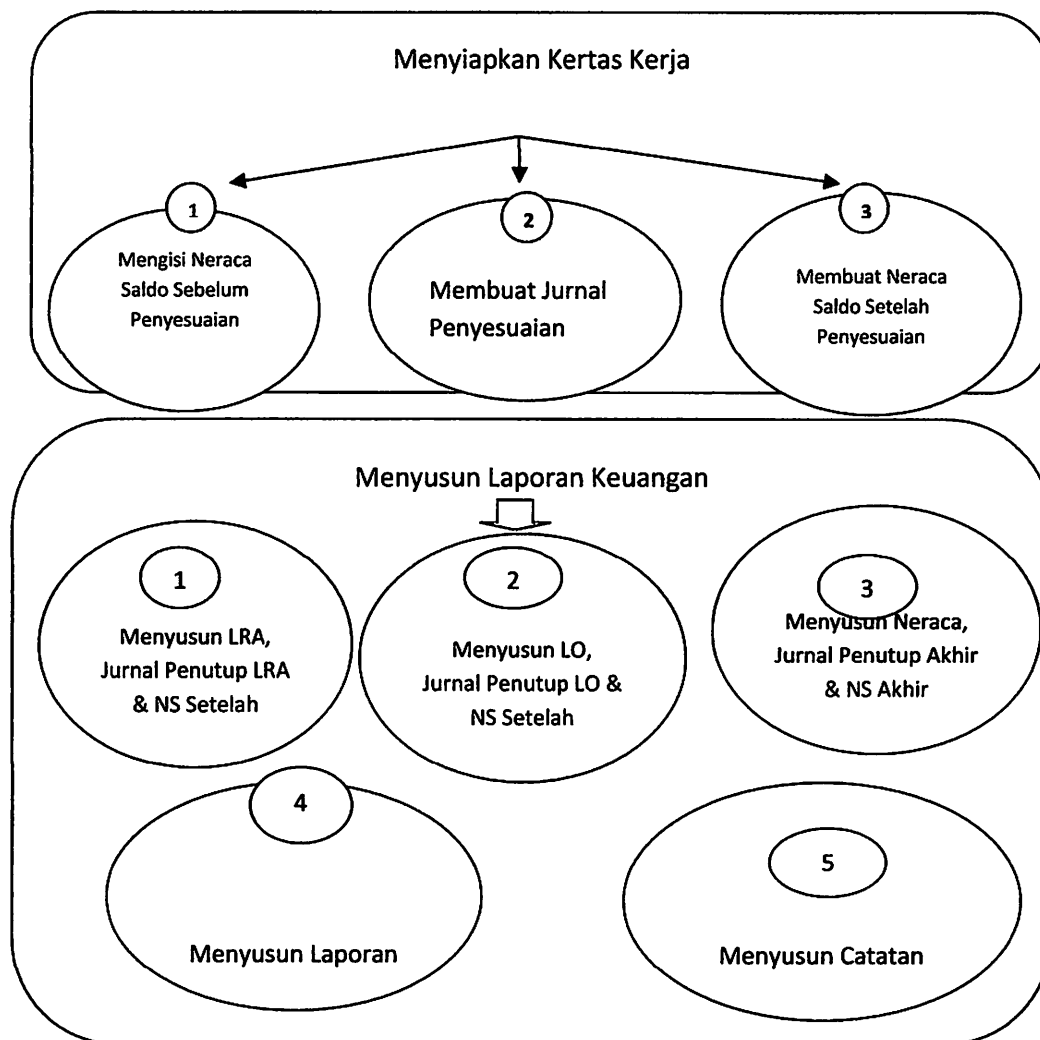 Menyiapkan Kertas Kerja
1
Mengisi Neraca
Saldo Sebelum
Penyesuaian
2
Membuat Jurnal
Penyesuaian
3
Membuat Neraca
Saldo Setelah
Penyesuaian
Menyusun Laporan Keuangan
1
Menyusun LRA,
Jurnal Penutup LRA
& NS Setelah
2
Menyusun LO,
Jurnal Penutup LO &
NS Setelah
3
Menyusun Neraca,
Jurnal Penutup Akhir
& NS Akhir
4
Menyusun Laporan
5
Menyusun Catatan